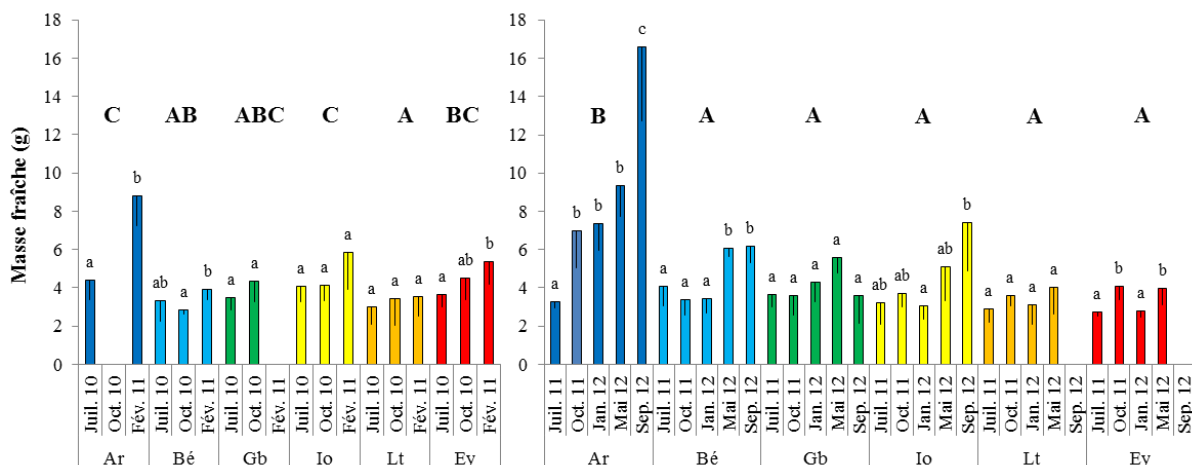 Masse fraîche (g)
18
16
14
12
10
8
6
4
2
0
C AB ABC C A BC
a b ab a b a a a a a a a a a ab b
Juil. 10 Oct. 10 Fév. 11 Juil. 10 Oct. 10 Fév. 11 Juil. 10 Oct. 10 Fév. 11 Juil. 10 Oct. 10 Fév. 11 Juil. 10 Oct. 10 Fév. 11 Juil. 10 Oct. 10 Fév. 11
Ar Bé Gb Io Lt Ev
18
16
14
12
10
8
6
4
2
0
B A A A A A
a b b b c a a a b b a a a a a ab ab a ab b a a a a a b a b
Juil. 11 Oct. 11 Jan. 12 Mai 12 Sep. 12 Juil. 11 Oct. 11 Jan. 12 Mai 12 Sep. 12 Juil. 11 Oct. 11 Jan. 12 Mai 12 Sep. 12 Juil. 11 Oct. 11 Jan. 12 Mai 12 Sep. 12 Juil. 11 Oct. 11 Jan. 12 Mai 12 Sep. 12 Juil. 11 Oct. 11 Jan. 12 Mai 12 Sep. 12
Ar Bé Gb Io Lt Ev